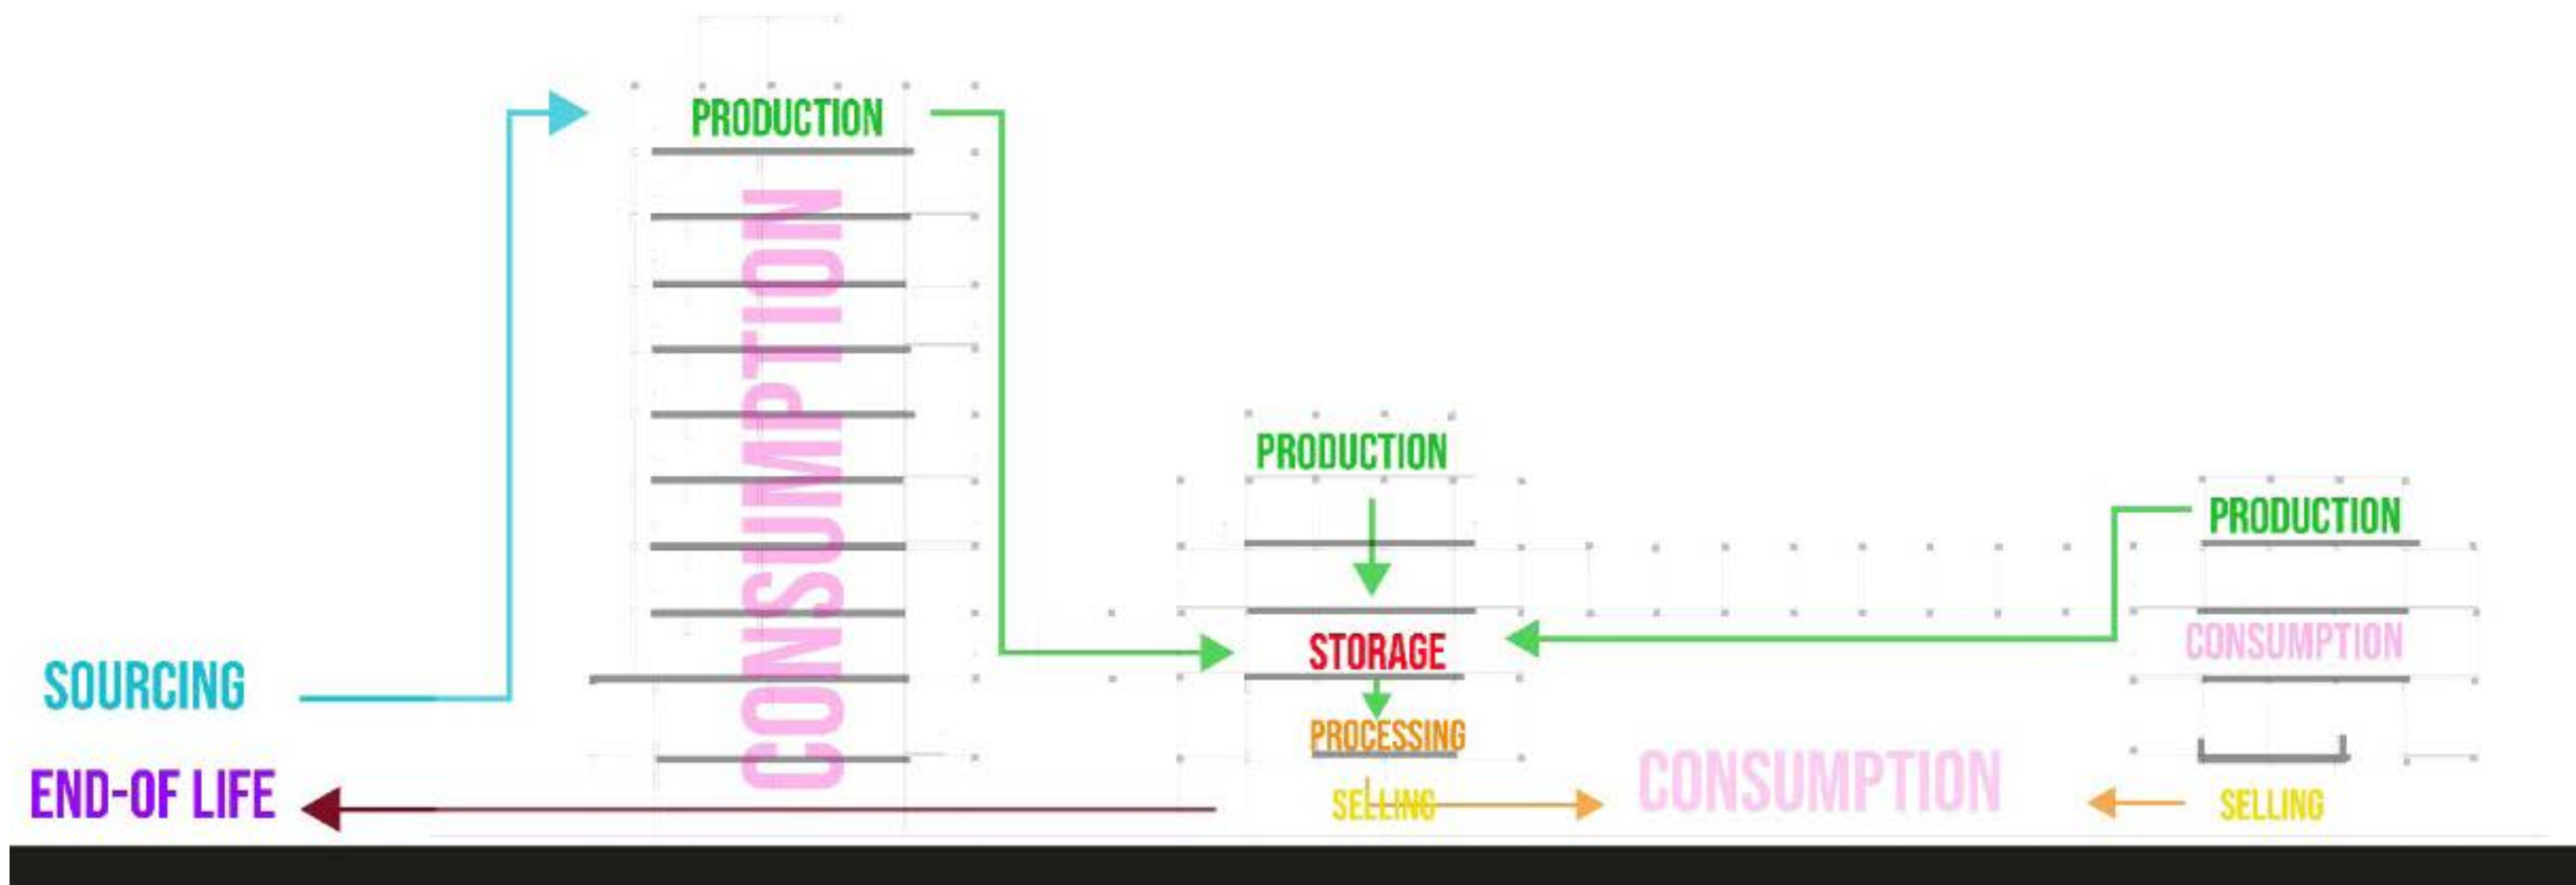 PRODUCTION
CONSUMPTION
PRODUCTION
PRODUCTION
STORAGE
CONSUMPTION
SOURCING
PROCESSING
CONSUMPTION
END-OF LIFE
SELLING
SELLING